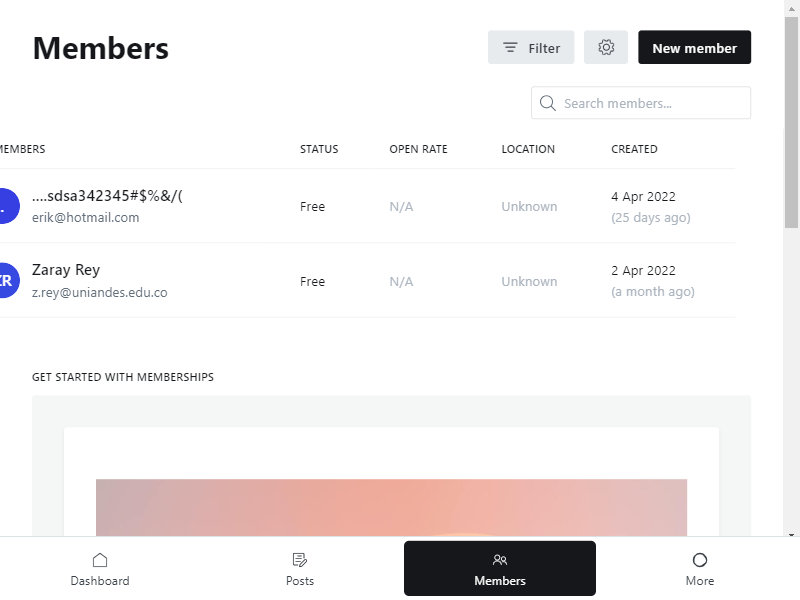 Members
Filter
New member
Search members...
MEMBERS STATUS OPEN RATE LOCATION CREATED
....sdsa342345#$%&/(
erik@hotmail.com
Free N/A Unknown
4 Apr 2022
(25 days ago)
Zaray Rey
z.rey@uniandes.edu.co
Free N/A Unknown
2 Apr 2022
(a month ago)
GET STARTED WITH MEMBERSHIPS
Dashboard Posts Members More